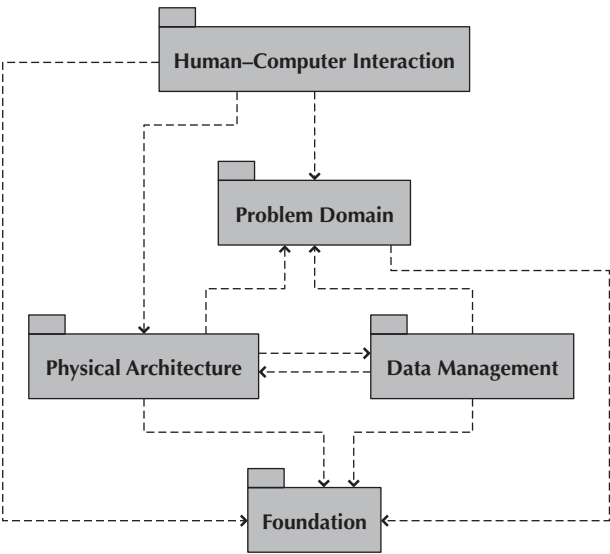 Human–Computer Interaction
Problem Domain
Physical Architecture
Data Management
Foundation